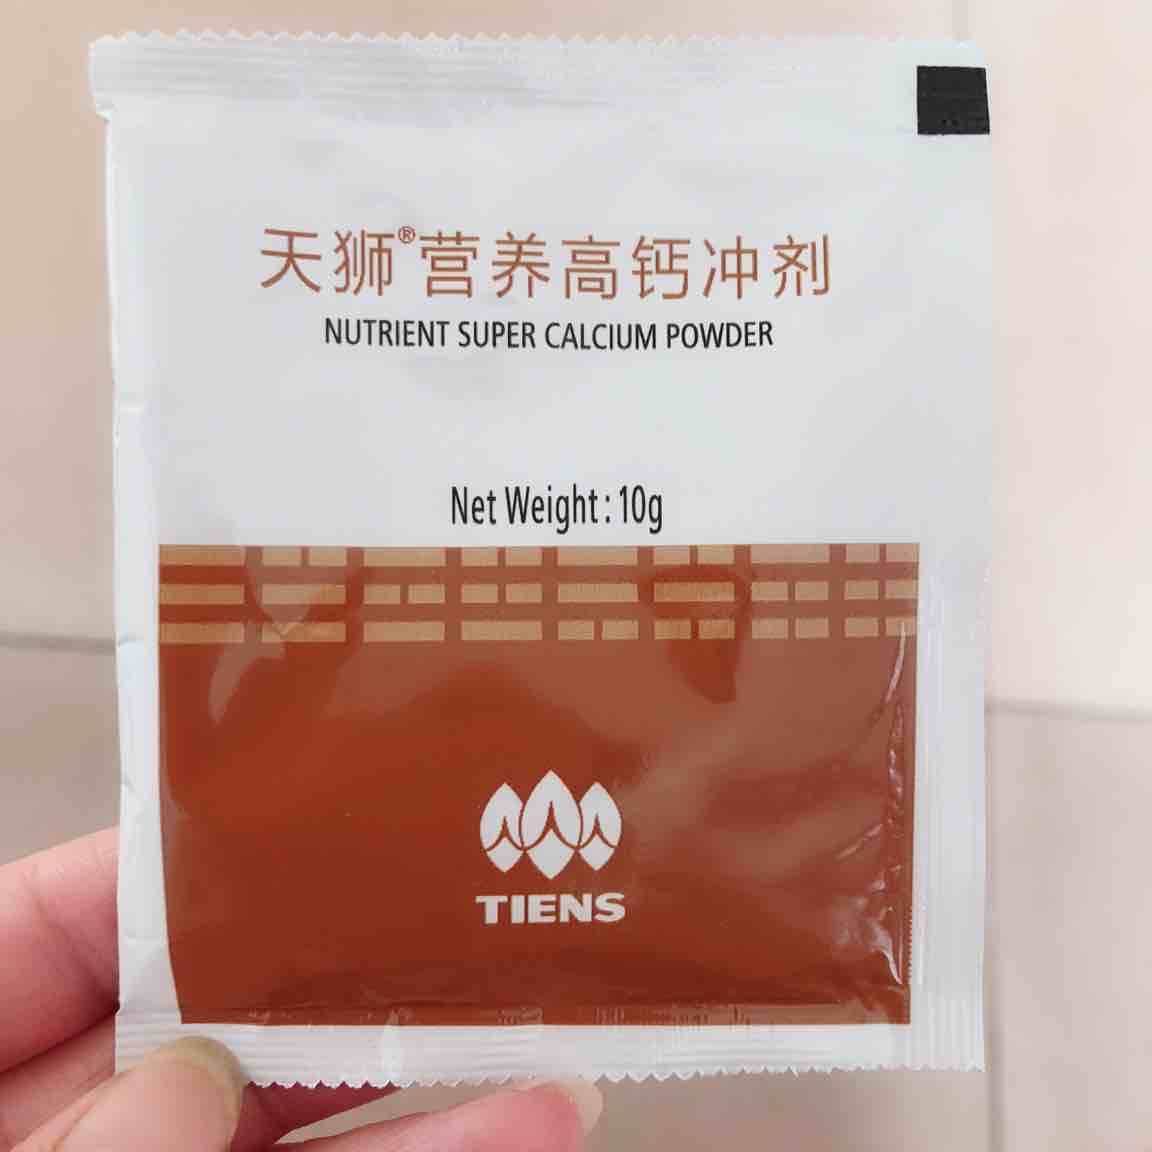 天狮®营养高钙冲剂
NUTRIENT SUPER CALCIUM POWDER
Net Weight : 10g
TIENS